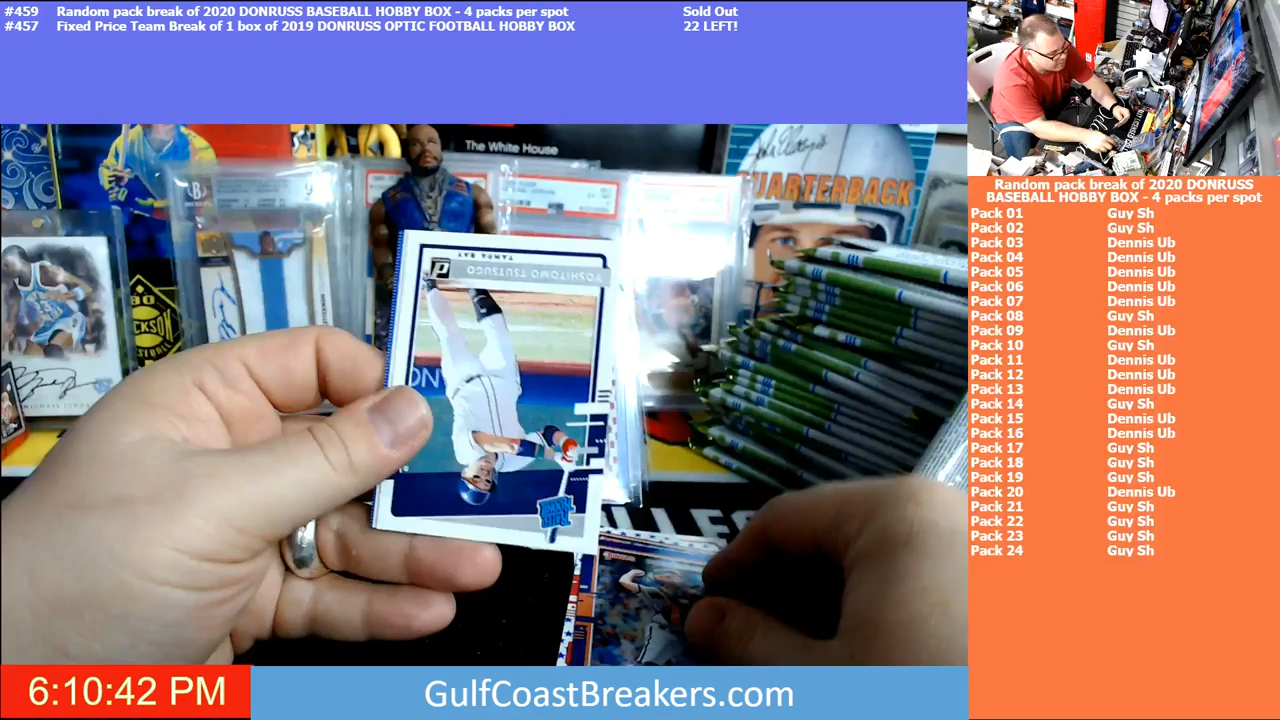 #459 Random pack break of 2020 DONRUSS BASEBALL HOBBY BOX - 4 packs per spot Sold Out
#457 Fixed Price Team Break of 1 box of 2019 DONRUSS OPTIC FOOTBALL HOBBY BOX 22 LEFT!
The White House
QUARTERBACK
TAMPA BAY
YOSHITOMO TSUTSUGO
RATED ROOKIE
MICHAEL JORDAN
Random pack break of 2020 DONRUSS
BASEBALL HOBBY BOX - 4 packs per spot
Pack 01 Guy Sh
Pack 02 Guy Sh
Pack 03 Dennis Ub
Pack 04 Dennis Ub
Pack 05 Dennis Ub
Pack 06 Dennis Ub
Pack 07 Dennis Ub
Pack 08 Guy Sh
Pack 09 Dennis Ub
Pack 10 Guy Sh
Pack 11 Dennis Ub
Pack 12 Dennis Ub
Pack 13 Dennis Ub
Pack 14 Guy Sh
Pack 15 Dennis Ub
Pack 16 Dennis Ub
Pack 17 Guy Sh
Pack 18 Guy Sh
Pack 19 Guy Sh
Pack 20 Dennis Ub
Pack 21 Guy Sh
Pack 22 Guy Sh
Pack 23 Guy Sh
Pack 24 Guy Sh
6:10:42 PM
GulfCoastBreakers.com